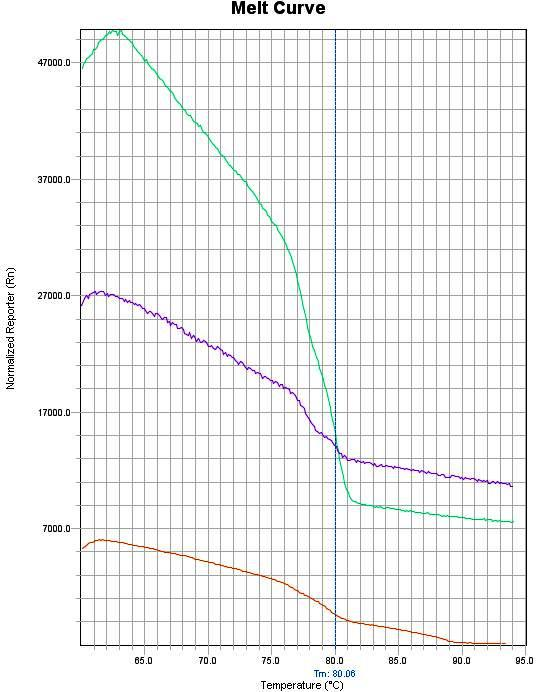 Melt Curve
47000.0
37000.0
27000.0
17000.0
7000.0
Normalized Reporter (Rn)
65.0 70.0 75.0 80.0 85.0 90.0 95.0
Tm: 80.06
Temperature (°C)